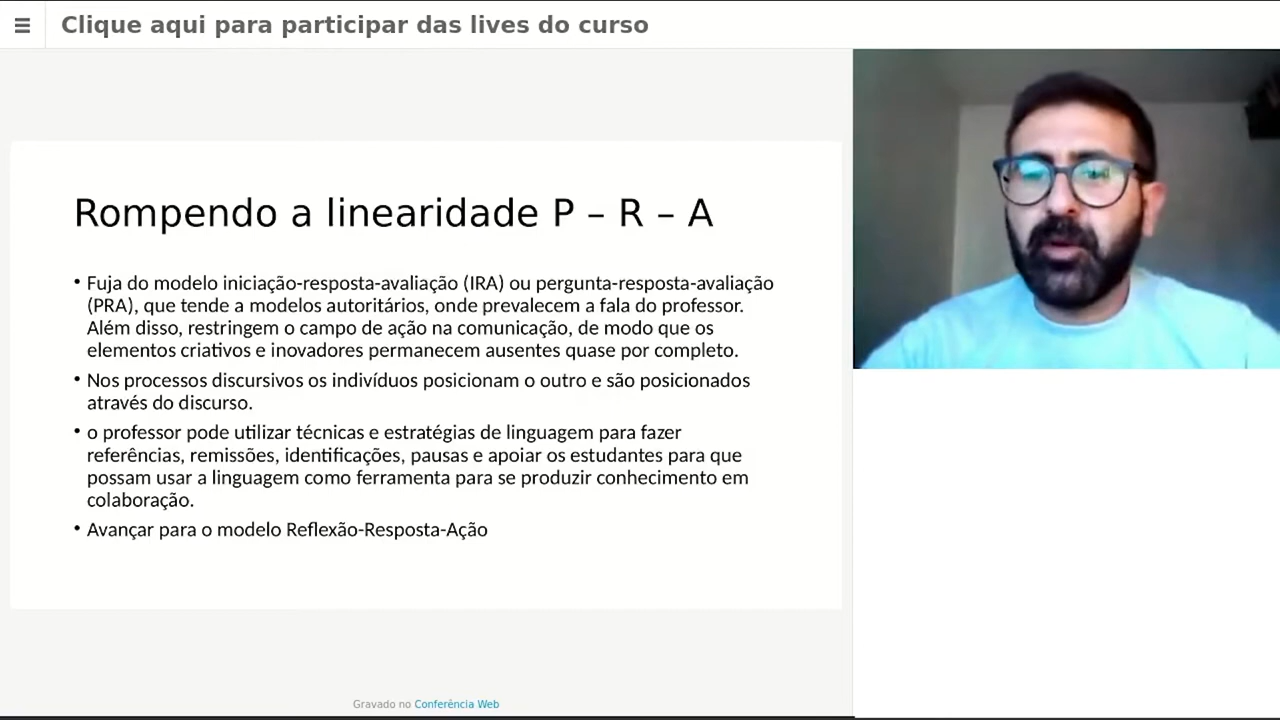 Clique aqui para participar das lives do curso
Rompendo a linearidade P – R – A
• Fuja do modelo iniciação-resposta-avaliação (IRA) ou pergunta-resposta-avaliação
(PRA), que tende a modelos autoritários, onde prevalecem a fala do professor.
Além disso, restringem o campo de ação na comunicação, de modo que os
elementos criativos e inovadores permanecem ausentes quase por completo.
• Nos processos discursivos os indivíduos posicionam o outro e são posicionados
através do discurso.
• o professor pode utilizar técnicas e estratégias de linguagem para fazer
referências, remissões, identificações, pausas e apoiar os estudantes para que
possam usar a linguagem como ferramenta para se produzir conhecimento em
colaboração.
• Avançar para o modelo Reflexão-Resposta-Ação
Gravado no Conferência Web